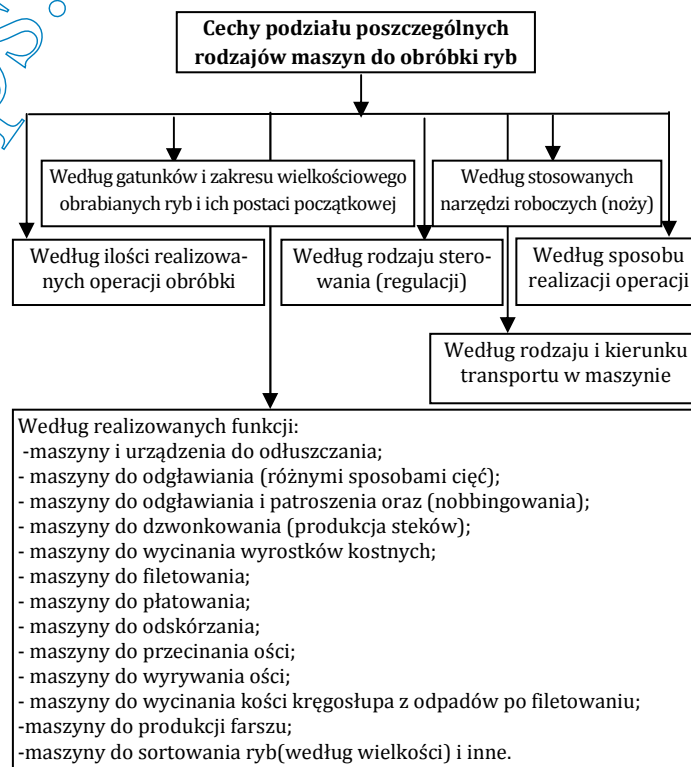 Cechy podziału poszczególnych
rodzajów maszyn do obróbki ryb
Według gatunków i zakresu wielkościowego
obrabianych ryb i ich postaci początkowej
Według stosowanych
narzędzi roboczych (noży)
Według ilości realizowa-
nych operacji obróbki
Według rodzaju stero-
wania (regulacji)
Według sposobu
realizacji operacji
Według rodzaju i kierunku
transportu w maszynie
Według realizowanych funkcji:
-maszyny i urządzenia do odłuszczania;
- maszyny do odgławiania (różnymi sposobami cięć);
- maszyny do odgławiania i patroszenia oraz (nobbingowania);
- maszyny do dzwonkowania (produkcja steków);
- maszyny do wycinania wyrostków kostnych;
- maszyny do filetowania;
- maszyny do płatowania;
- maszyny do odskórzania;
- maszyny do przecinania ości;
- maszyny do wyrywania ości;
- maszyny do wycinania kości kręgosłupa z odpadów po filetowaniu;
-maszyny do produkcji farszu;
-maszyny do sortowania ryb(według wielkości) i inne.